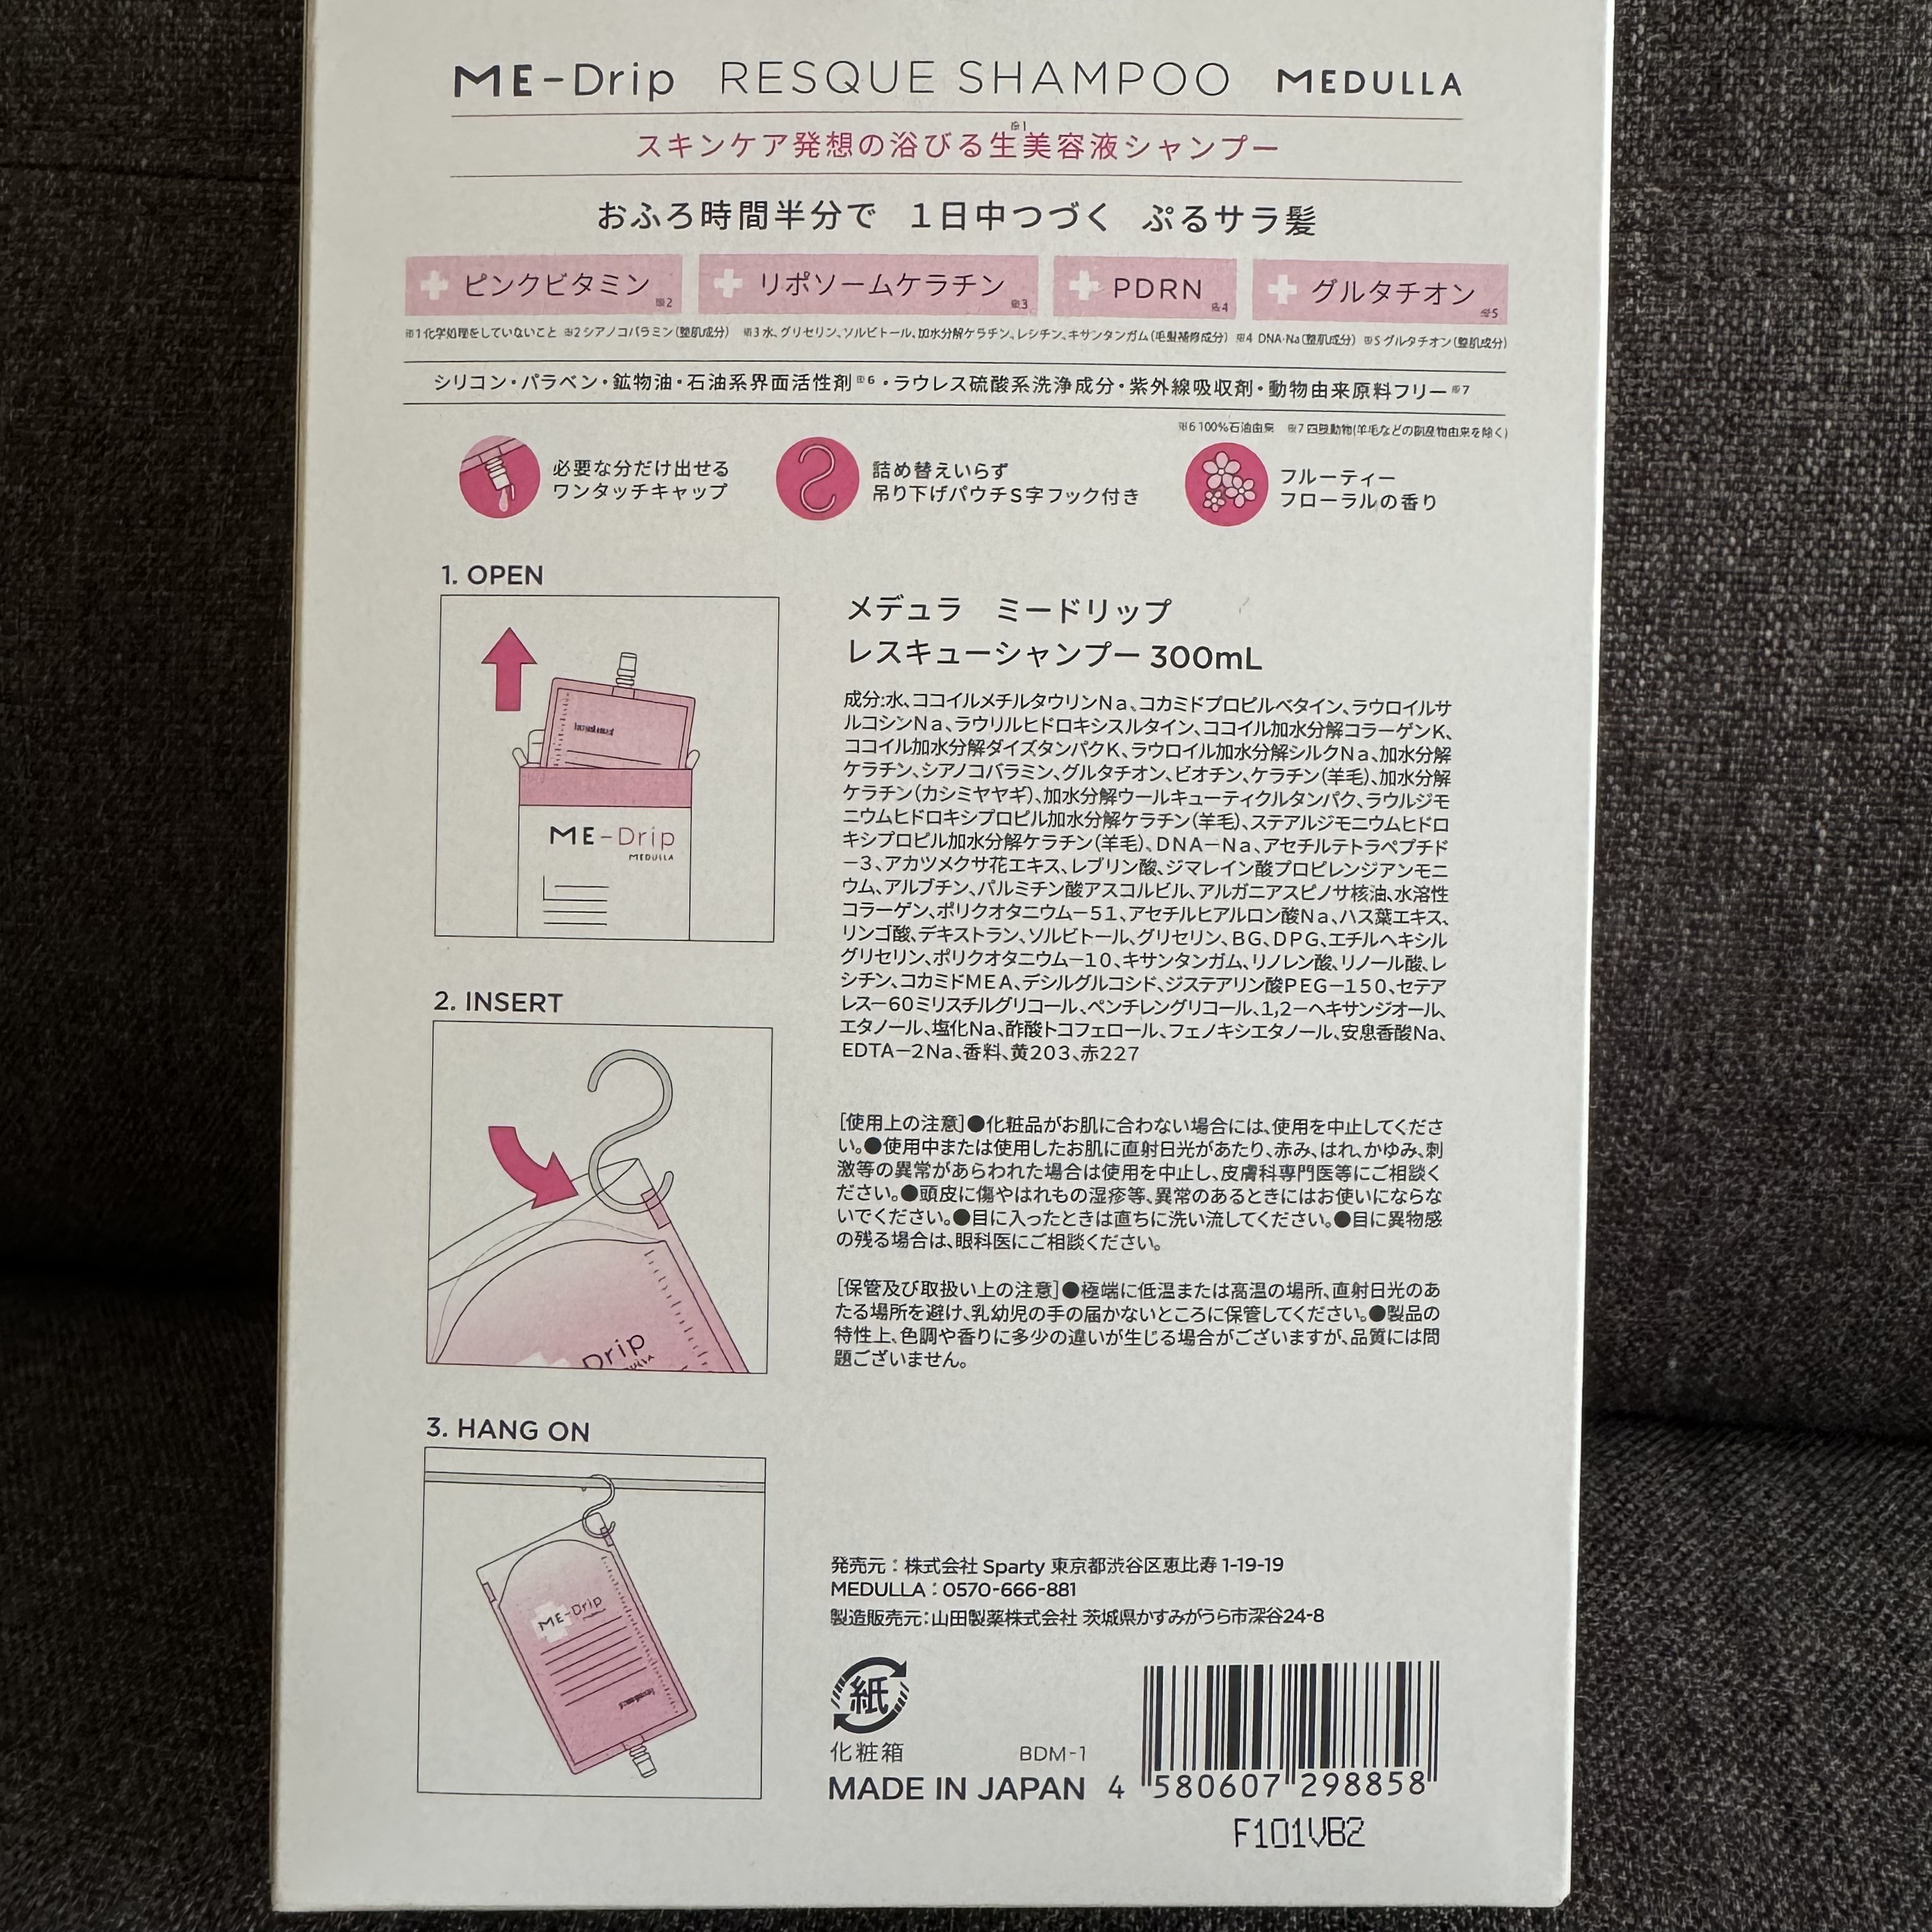 ME-Drip RESQUE SHAMPOO MEDULLA
スキンケア発想の浴びる生※1美容液シャンプー
おふろ時間半分で 1日中つづく ぷるサラ髪
ピンクビタミン※2 リポソームケラチン※3 PDRN※4 グルタチオン※5
※1化学処理をしていないこと ※2シアノコバラミン(整肌成分) ※3水、グリセリン、ソルビトール、加水分解ケラチン、レシチン、キサンタンガム(毛髪補修成分) ※4 DNA-Na(整肌成分) ※5グルタチオン(整肌成分)
シリコン・パラベン・鉱物油・石油系界面活性剤※6・ラウレス硫酸系洗浄成分・紫外線吸収剤・動物由来原料フリー※7
※6 100%石油由来 ※7四肢動物(羊毛などの副産物由来を除く)
必要な分だけ出せる
ワンタッチキャップ
詰め替えいらず
吊り下げパウチS字フック付き
フルーティー
フローラルの香り
1. OPEN
ME-Drip
MEDULLA
2. INSERT
Drip
3. HANG ON
ME-Drip
メデュラ ミードリップ
レスキューシャンプー 300mL
成分:水、ココイルメチルタウリンNa、コカミドプロピルベタイン、ラウロイルサ
ルコシンNa、ラウリルヒドロキシスルタイン、ココイル加水分解コラーゲンK、
ココイル加水分解ダイズタンパクK、ラウロイル加水分解シルクNa、加水分解
ケラチン、シアノコバラミン、グルタチオン、ビオチン、ケラチン(羊毛)、加水分解
ケラチン(カシミヤヤギ)、加水分解ウールキューティクルタンパク、ラウルジモ
ニウムヒドロキシプロピル加水分解ケラチン(羊毛)、ステアルジモニウムヒドロ
キシプロピル加水分解ケラチン(羊毛)、DNA-Na、アセチルテトラペプチド
-3、アカツメクサ花エキス、レブリン酸、ジマレイン酸プロピレンジアンモニ
ウム、アルブチン、パルミチン酸アスコルビル、アルガニアスピノサ核油、水溶性
コラーゲン、ポリクオタニウム-51、アセチルヒアルロン酸Na、ハス葉エキス、
リンゴ酸、デキストラン、ソルビトール、グリセリン、BG、DPG、エチルヘキシル
グリセリン、ポリクオタニウム-10、キサンタンガム、リノレン酸、リノール酸、レ
シチン、コカミドMEA、デシルグルコシド、ジステアリン酸PEG-150、セテア
レス-60ミリスチルグリコール、ペンチレングリコール、1,2-ヘキサンジオール、
エタノール、塩化Na、酢酸トコフェロール、フェノキシエタノール、安息香酸Na、
EDTA-2Na、香料、黄203、赤227
[使用上の注意]●化粧品がお肌に合わない場合には、使用を中止してくださ
い。●使用中または使用したお肌に直射日光があたり、赤み、はれ、かゆみ、刺
激等の異常があらわれた場合は使用を中止し、皮膚科専門医等にご相談く
ださい。●頭皮に傷やはれもの湿疹等、異常のあるときにはお使いにならな
いでください。●目に入ったときは直ちに洗い流してください。●目に異物感
の残る場合は、眼科医にご相談ください。
[保管及び取扱い上の注意]●極端に低温または高温の場所、直射日光のあ
たる場所を避け、乳幼児の手の届かないところに保管してください。●製品の
特性上、色調や香りに多少の違いが生じる場合がございますが、品質には問
題ございません。
発売元:株式会社 Sparty 東京都渋谷区恵比寿 1-19-19
MEDULLA:0570-666-881
製造販売元:山田製薬株式会社 茨城県かすみがうら市深谷24-8
紙
化粧箱 BDM-1
MADE IN JAPAN 4 580607 298858
F101VB2